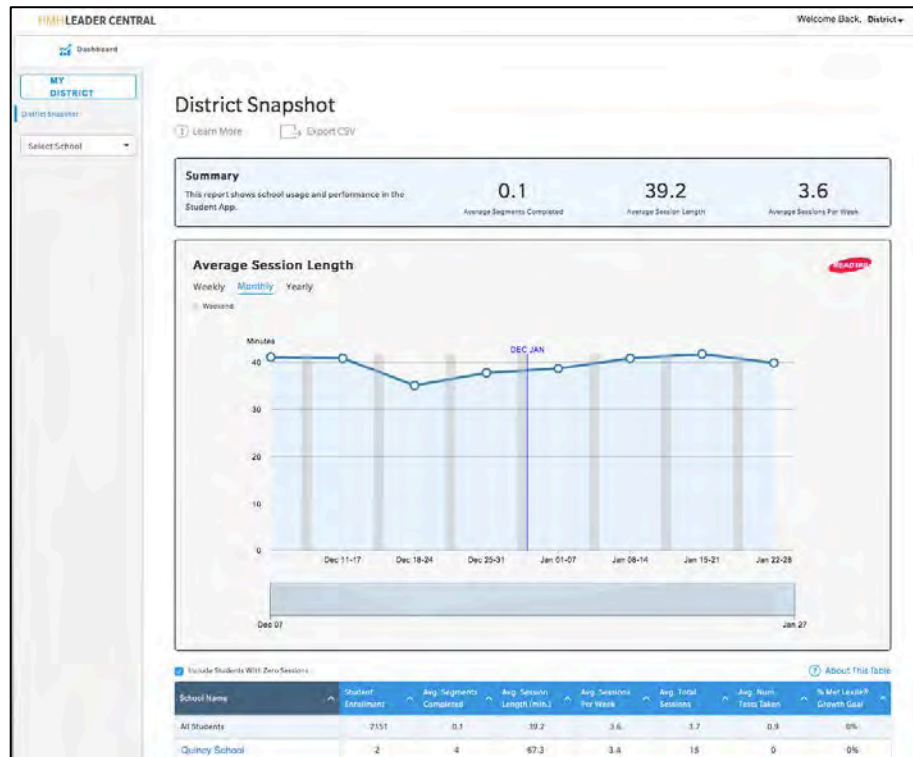 HMH LEADER CENTRAL
Welcome Back, District
Dashboard
MY
DISTRICT
District Snapshot
Select School
District Snapshot
Learn More
Export CSV
Summary
This report shows school usage and performance in the
Student App.
0.1
Average Segments Completed
39.2
Average Session Length
3.6
Average Sessions Per Week
Average Session Length
READ 180
Weekly Monthly Yearly
Weekend
Minutes
DEC JAN
40
30
20
10
0
Dec 11-17 Dec 18-24 Dec 25-31 Jan 01-07 Jan 08-14 Jan 15-21 Jan 22-28
Dec 07 Jan 27
Include Students With Zero Sessions
About This Table
School Name
Student
Enrollment
Avg. Segments
Completed
Avg. Session
Length (min.)
Avg. Sessions
Per Week
Avg. Total
Sessions
Avg. Num.
Tests Taken
% Met Lexile®
Growth Goal
All Students 2151 0.1 39.2 3.6 3.7 0.9 0%
Quincy School 2 4 67.3 3.4 15 0 0%